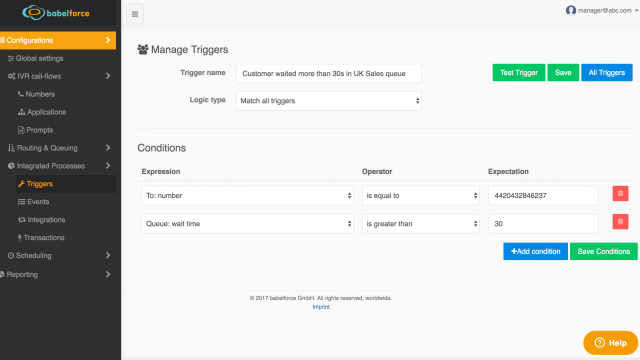 babelforce
manager@abc.com
Configurations
Global settings
IVR call-flows
Numbers
Applications
Prompts
Routing & Queuing
Integrated Processes
Triggers
Events
Integrations
Transactions
Scheduling
Reporting
Manage Triggers
Trigger name
Customer waited more than 30s in UK Sales queue
Test Trigger
Save
All Triggers
Logic type
Match all triggers
Conditions
Expression Operator Expectation
To: number is equal to 4420432846237
Queue: wait time is greater than 30
+Add condition Save Conditions
© 2017 babelforce GmbH. All rights reserved, worldwide.
Imprint
? Help